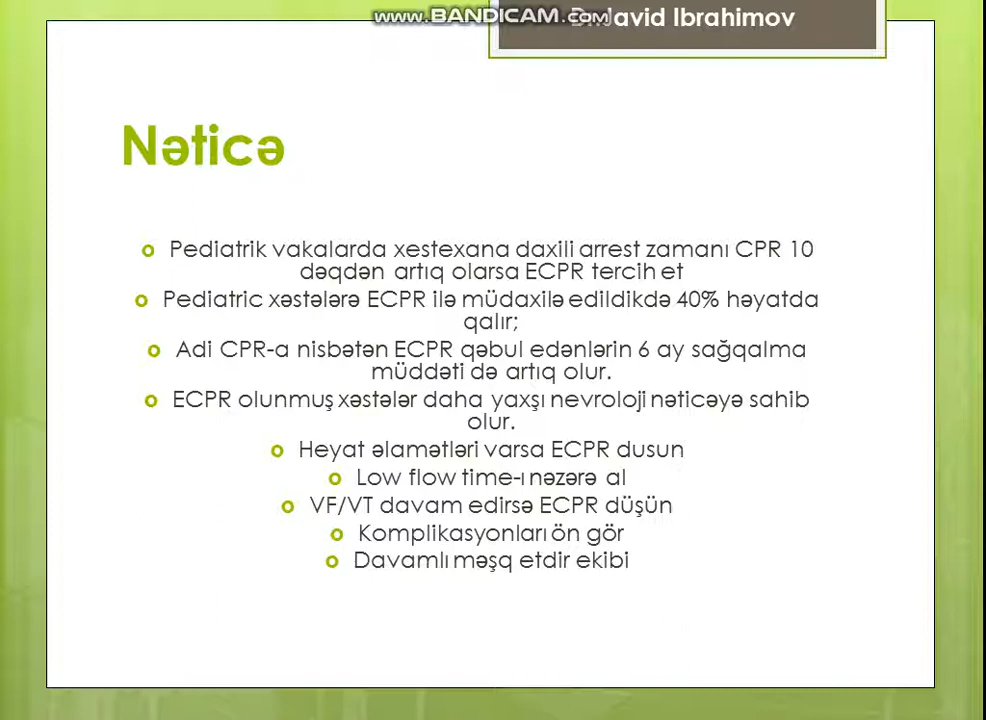 www.BANDICAM.com
Dr.Javid Ibrahimov
Nəticə
Pediatrik vakalarda xestexana daxili arrest zamanı CPR 10
dəqdən artıq olarsa ECPR tercih et
Pediatric xəstələrə ECPR ilə müdaxilə edildikdə 40% həyatda
qalır;
Adi CPR-a nisbətən ECPR qəbul edənlərin 6 ay sağqalma
müddəti də artıq olur.
ECPR olunmuş xəstələr daha yaxşı nevroloji nəticəyə sahib
olur.
Heyat əlamətləri varsa ECPR dusun
Low flow time-ı nəzərə al
VF/VT davam edirsə ECPR düşün
Komplikasyonları ön gör
Davamlı məşq etdir ekibi